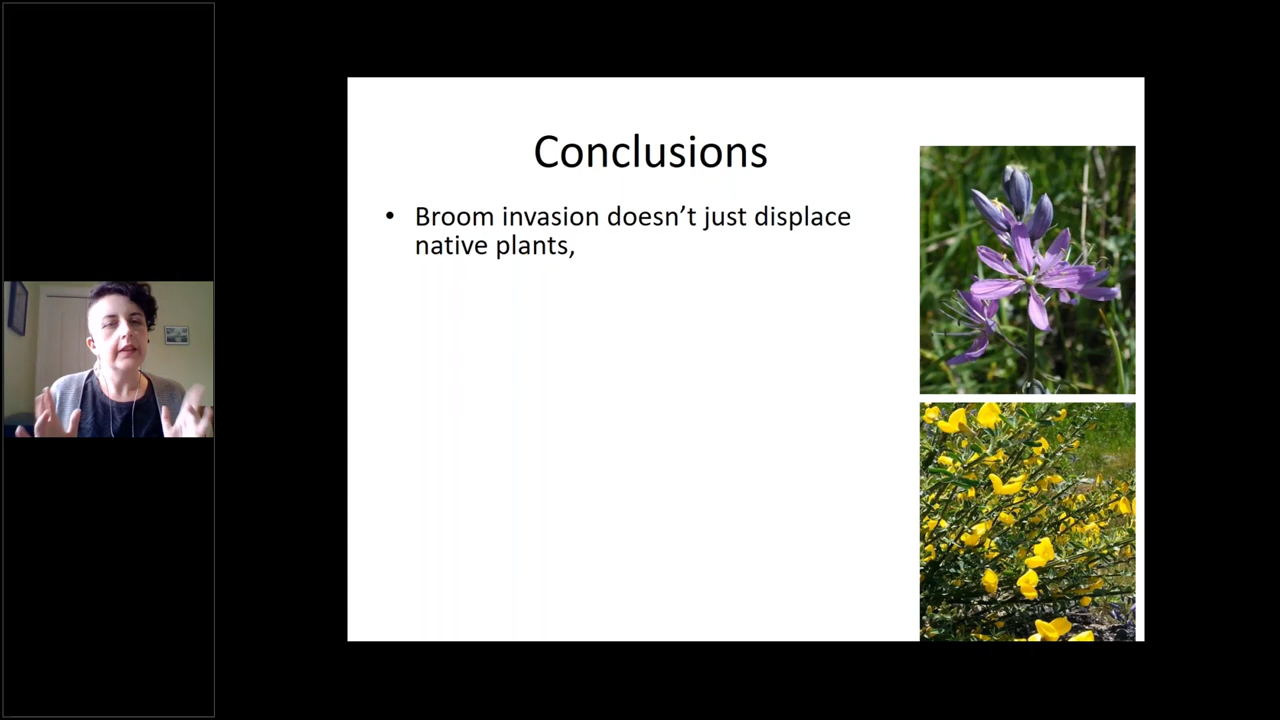 Conclusions
• Broom invasion doesn’t just displace
native plants,